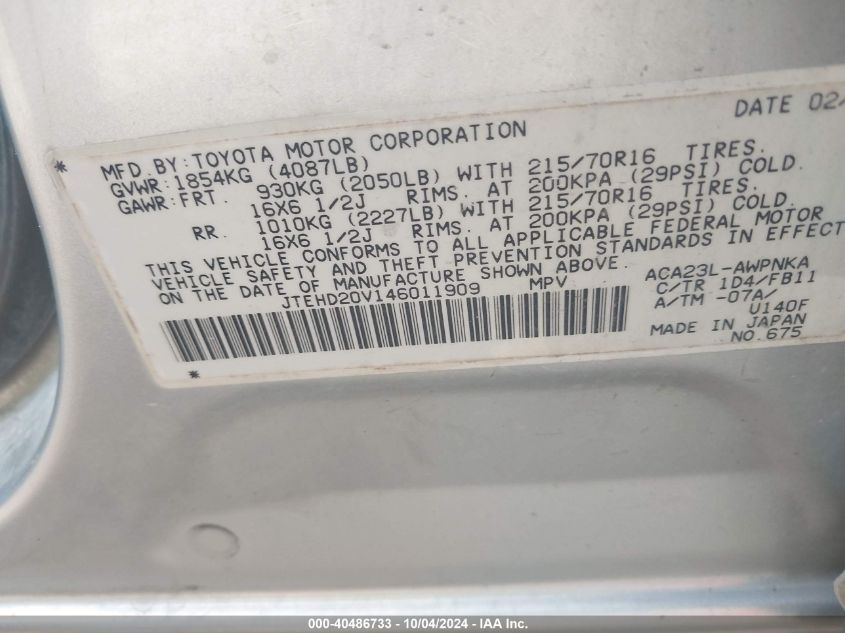 DATE 02/
* MFD.BY:TOYOTA MOTOR CORPORATION
GVWR:1854KG (4087LB)
GAWR:FRT. 930KG (2050LB) WITH 215/70R16 TIRES.
16X6 1/2J RIMS. AT 200KPA (29PSI) COLD.
RR. 1010KG (2227LB) WITH 215/70R16 TIRES.
16X6 1/2J RIMS. AT 200KPA (29PSI) COLD.
THIS VEHICLE CONFORMS TO ALL APPLICABLE FEDERAL MOTOR
VEHICLE SAFETY AND THEFT PREVENTION STANDARDS IN EFFECT
ON THE DATE OF MANUFACTURE SHOWN ABOVE.
JTEHD20V146011909 MPV
ACA23L-AWPNKA
C/TR 1D4/FB11
A/TM -07A/
U140F
MADE IN JAPAN
NO.675
*
000-40486733 - 10/04/2024 - IAA Inc.